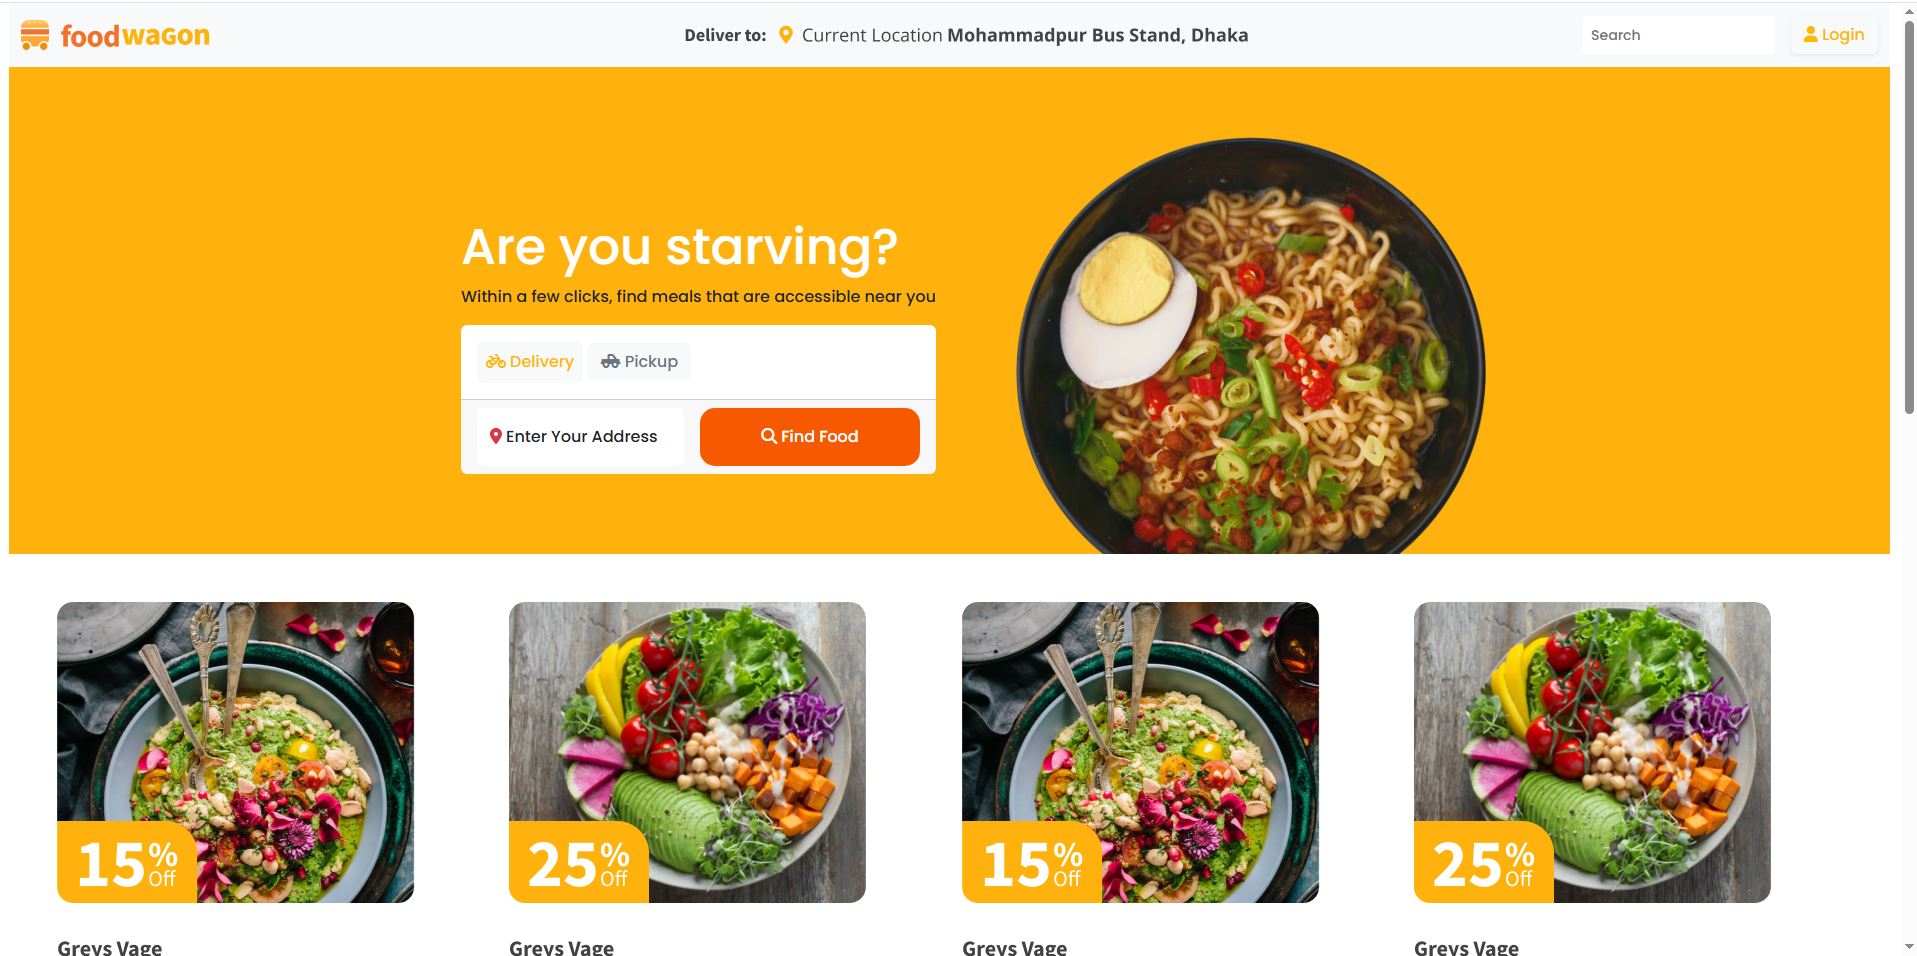 foodwagon
Deliver to: Current Location Mohammadpur Bus Stand, Dhaka
Search
Login
Are you starving?
Within a few clicks, find meals that are accessible near you
Delivery
Pickup
Enter Your Address
Find Food
15% Off
25% Off
15% Off
25% Off
Greys Vage
Greys Vage
Greys Vage
Greys Vage